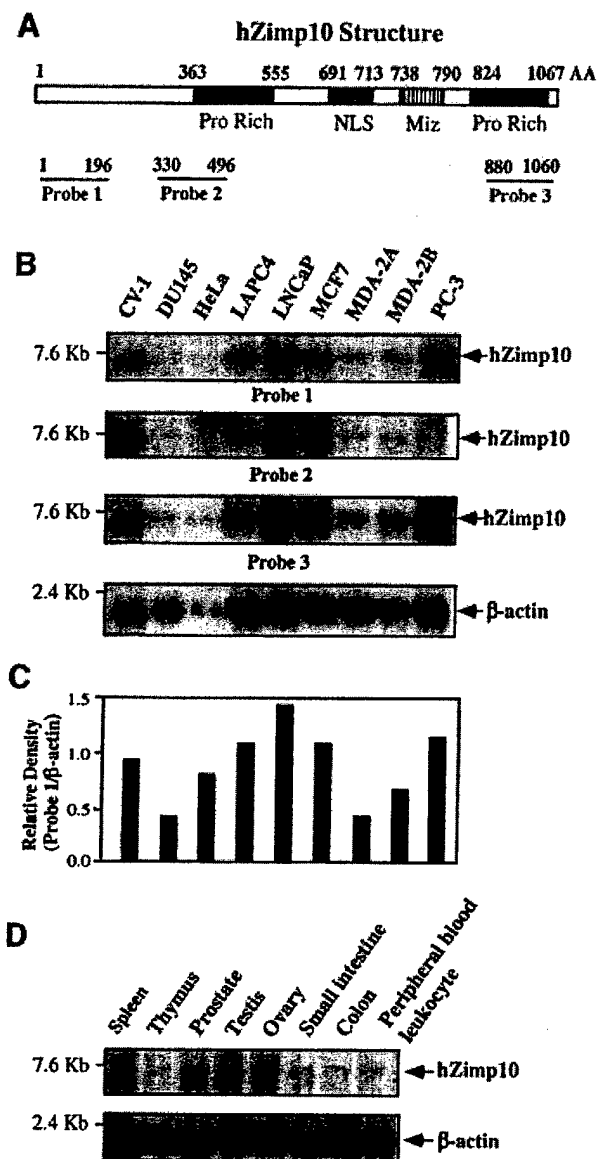 A
hZimp10 Structure
1 363 555 691 713 738 790 824 1067 AA
Pro Rich NLS Miz Pro Rich
1 196 330 496 880 1060
Probe 1 Probe 2 Probe 3
B
CV-1 DU145 HeLa LAPC4 LNCaP MCF7 MDA-2A MDA-2B PC-3
7.6 Kb hZimp10
Probe 1
7.6 Kb hZimp10
Probe 2
7.6 Kb hZimp10
Probe 3
2.4 Kb β-actin
C
Relative Density
(Probe 1/β-actin)
1.5
1.0
0.5
0.0
D
Spleen Thymus Prostate Testis Ovary Small intestine Colon Peripheral blood
leukocyte
7.6 Kb hZimp10
2.4 Kb β-actin